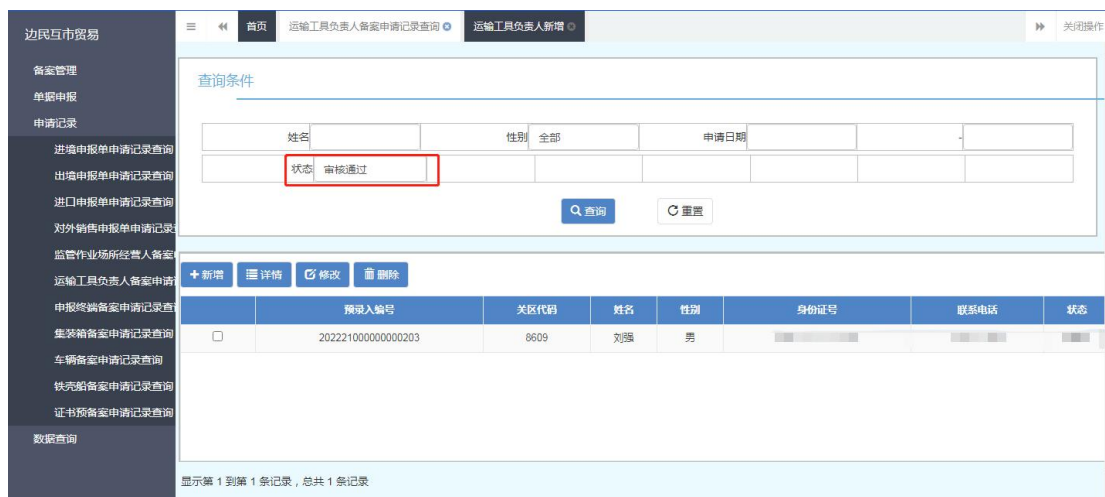 边民互市贸易
首页 运输工具负责人备案申请记录查询 运输工具负责人新增 关闭操作
备案管理
单据申报
申请记录
进境申报单申请记录查询
出境申报单申请记录查询
进口申报单申请记录查询
对外销售申报单申请记录
监管作业场所经营人备案
运输工具负责人备案申请
申报终端备案申请记录查
集装箱备案申请记录查询
车辆备案申请记录查询
铁壳船备案申请记录查询
证书预备案申请记录查询
数据查询
查询条件
姓名 性别 全部 申请日期 -
状态 审核通过
查询 重置
新增 详情 修改 删除
预录入编号 关区代码 姓名 性别 身份证号 联系电话 状态
202221000000000203 8609 刘强 男
显示第 1 到第 1 条记录，总共 1 条记录